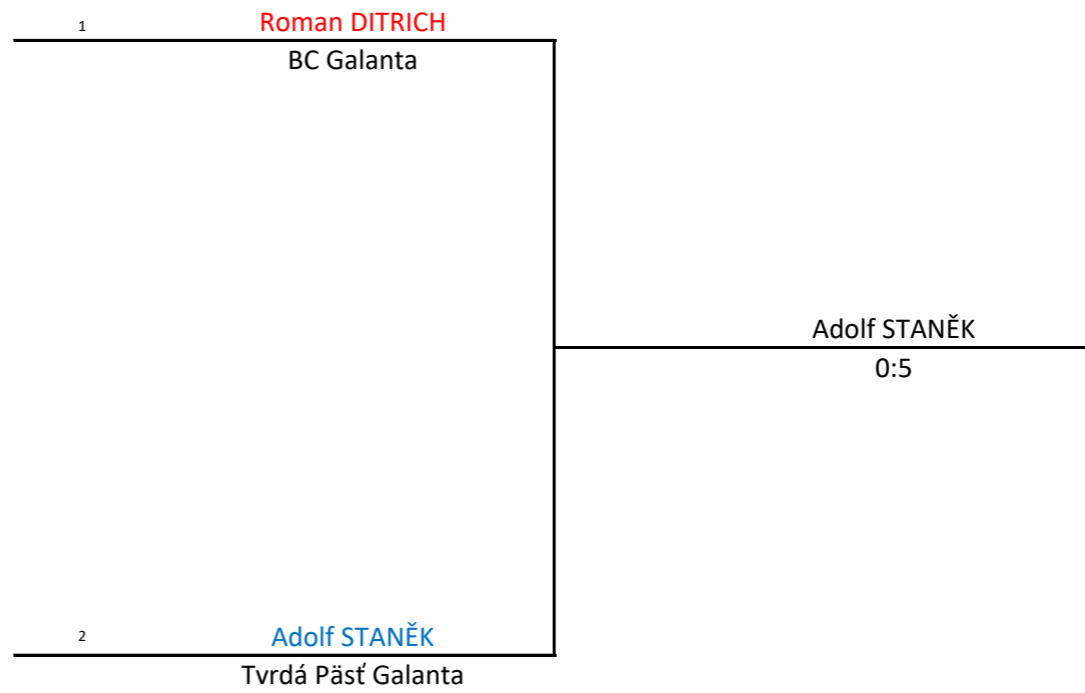 1 Roman DITRICH
BC Galanta
Adolf STANĚK
0:5
2 Adolf STANĚK
Tvrdá Päsť Galanta